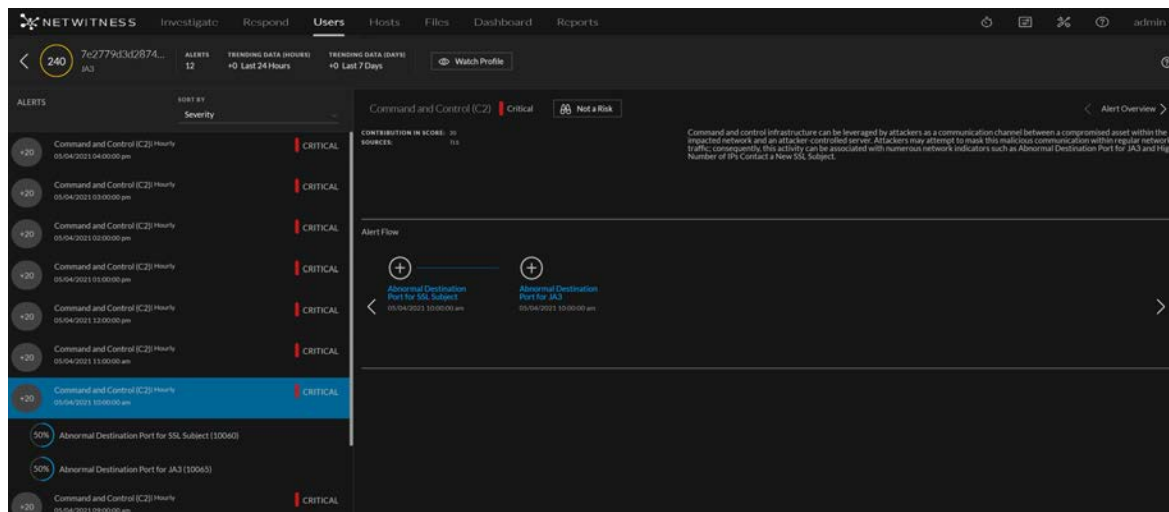 NETWITNESS Investigate Respond Users Hosts Files Dashboard Reports admin
240 7e2779d3d2874... ALERTS TRENDING DATA (HOURS) TRENDING DATA (DAYS)
JA3 12 +0 Last 24 Hours +0 Last 7 Days Watch Profile
ALERTS SORT BY
Severity
Command and Control (C2) Critical Not a Risk Alert Overview
CONTRIBUTION IN SCORE: 20
SOURCES:
Command and control infrastructure can be leveraged by attackers as a communication channel between a compromised asset within the
impacted network and an attacker-controlled server. Attackers may attempt to mask this malicious communication within regular network
traffic; consequently, this activity can be associated with numerous network indicators such as Abnormal Destination Port for JA3 and Hig
Number of IPs Contact a New SSL Subject.
+20 Command and Control (C2)| Hourly CRITICAL
05/04/2021 04:00:00 pm
+20 Command and Control (C2)| Hourly CRITICAL
05/04/2021 03:00:00 pm
+20 Command and Control (C2)| Hourly CRITICAL
05/04/2021 02:00:00 pm
+20 Command and Control (C2)| Hourly CRITICAL
05/04/2021 01:00:00 pm
+20 Command and Control (C2)| Hourly CRITICAL
05/04/2021 12:00:00 pm
+20 Command and Control (C2)| Hourly CRITICAL
05/04/2021 11:00:00 am
+20 Command and Control (C2)| Hourly CRITICAL
05/04/2021 10:00:00 am
50% Abnormal Destination Port for SSL Subject (10060)
50% Abnormal Destination Port for JA3 (10065)
+20 Command and Control (C2)| Hourly CRITICAL
05/04/2021 09:00:00 am
Alert Flow
Abnormal Destination
Port for SSL Subject
05/04/2021 10:00:00 am
Abnormal Destination
Port for JA3
05/04/2021 10:00:00 am